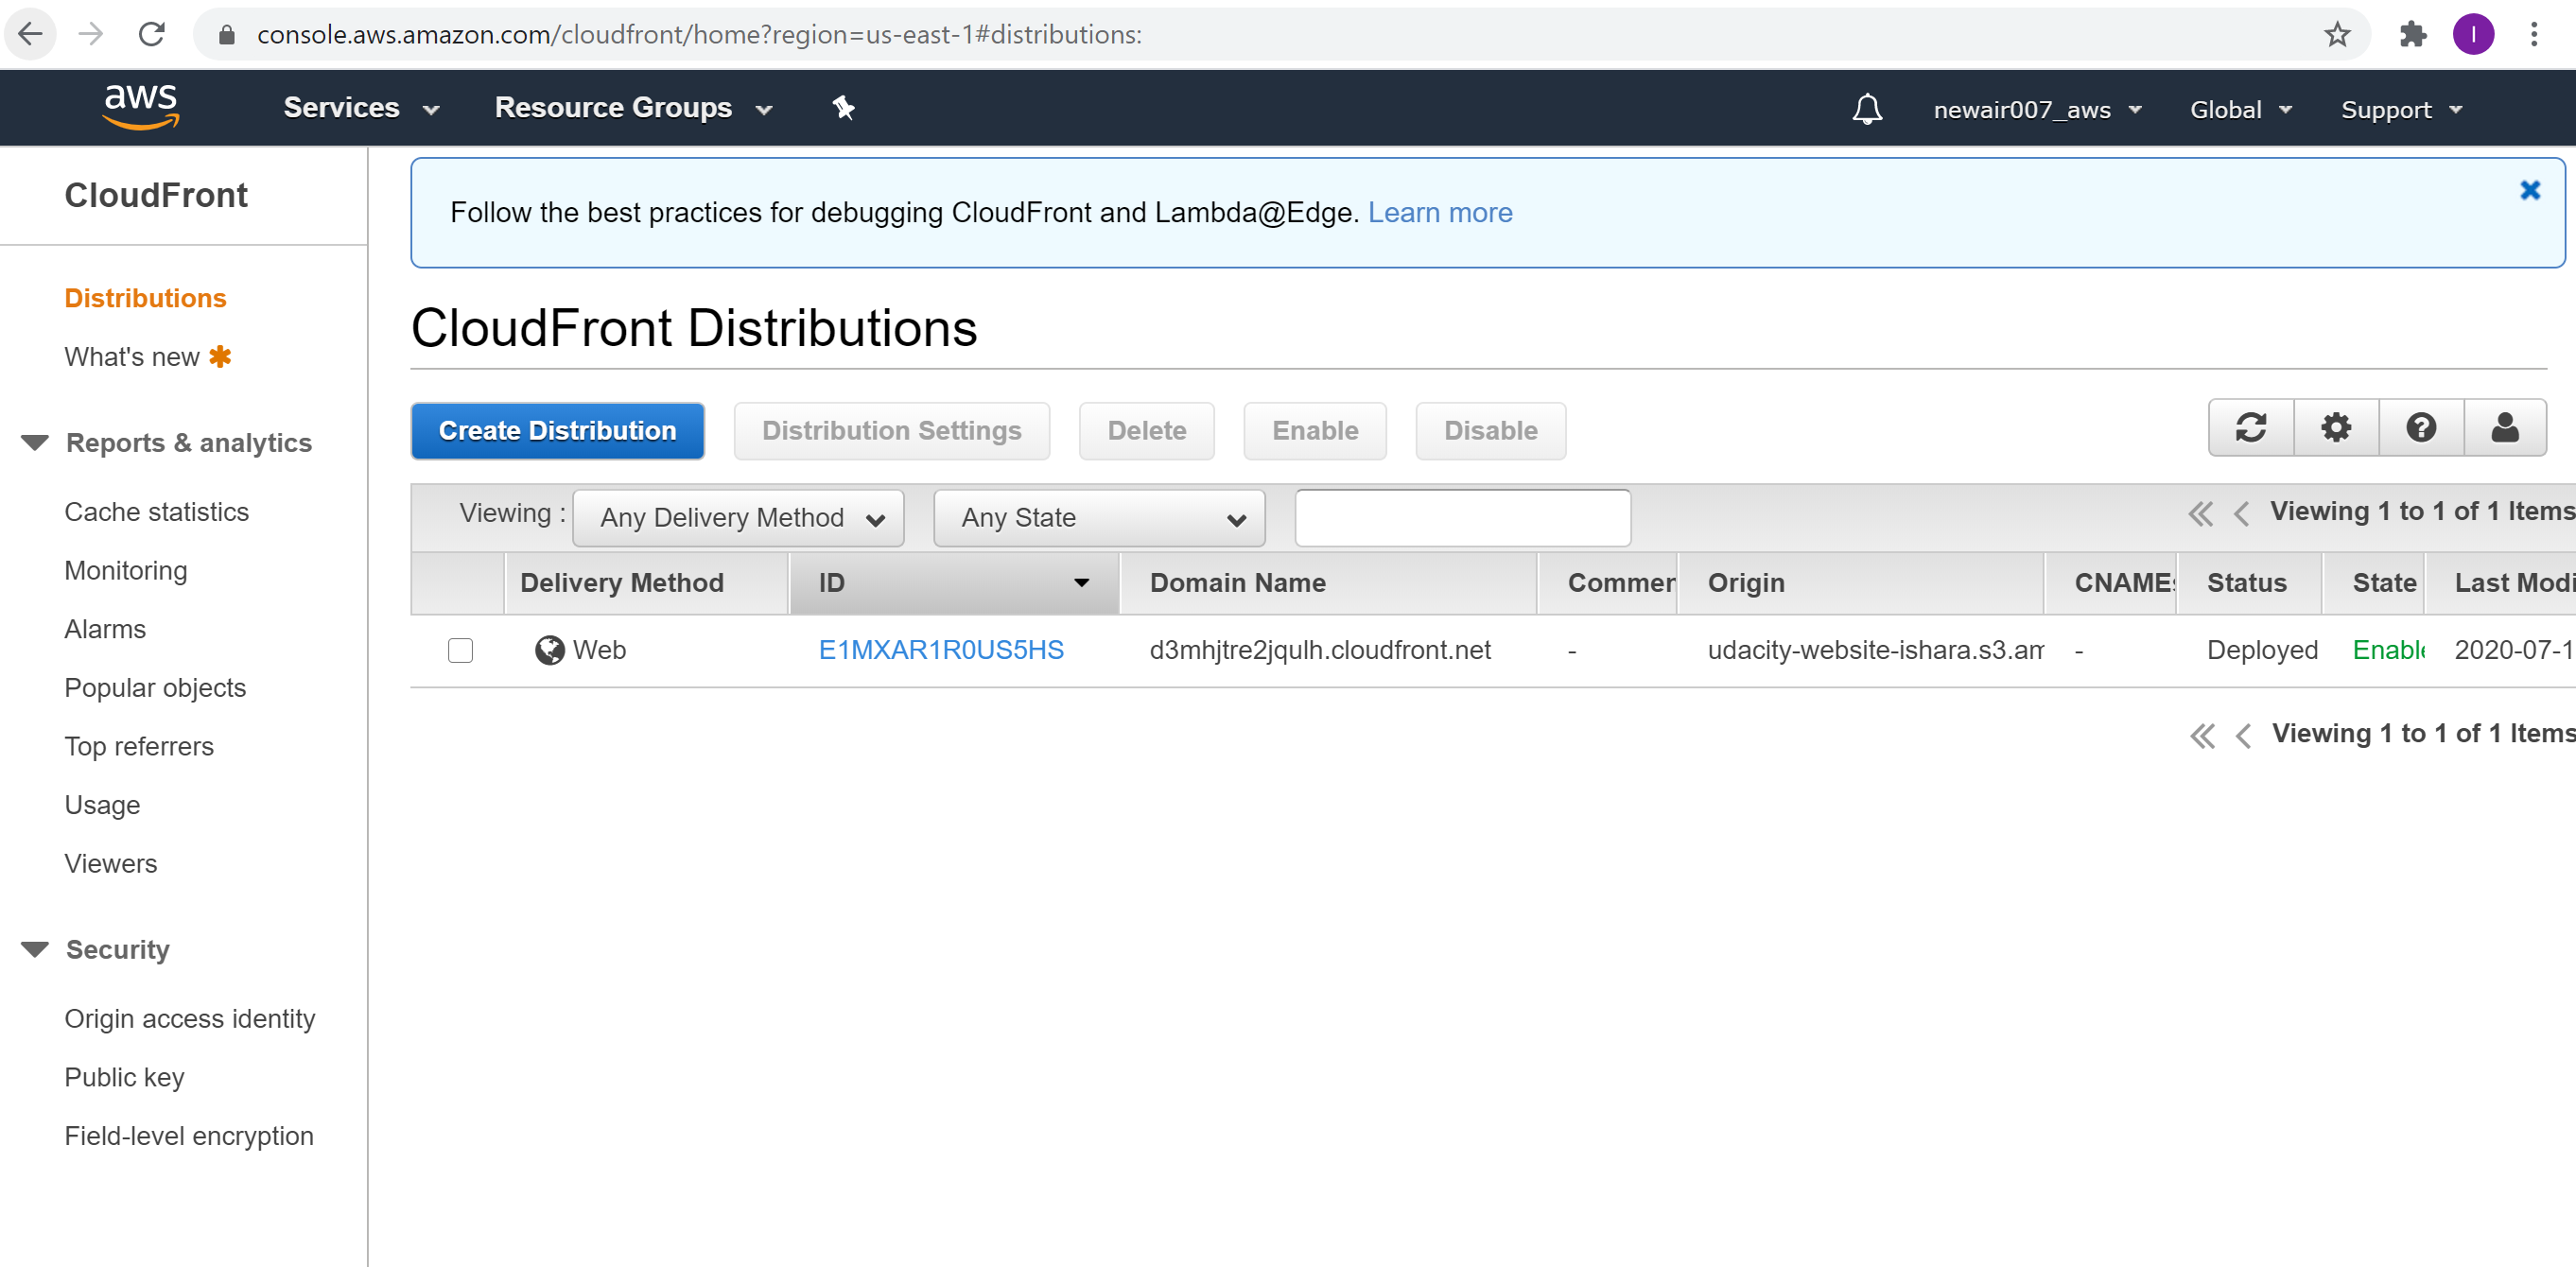 console.aws.amazon.com/cloudfront/home?region=us-east-1#distributions:
I
aws
Services
Resource Groups
newair007_aws
Global
Support
CloudFront
Distributions
What's new
Reports & analytics
Cache statistics
Monitoring
Alarms
Popular objects
Top referrers
Usage
Viewers
Security
Origin access identity
Public key
Field-level encryption
Follow the best practices for debugging CloudFront and Lambda@Edge. Learn more
CloudFront Distributions
Create Distribution
Distribution Settings
Delete
Enable
Disable
Viewing : Any Delivery Method Any State Viewing 1 to 1 of 1 Items
Delivery Method ID Domain Name Commer Origin CNAMEs Status State Last Modi
Web E1MXAR1R0US5HS d3mhjtre2jqulh.cloudfront.net - udacity-website-ishara.s3.am - Deployed Enable 2020-07-1
Viewing 1 to 1 of 1 Items